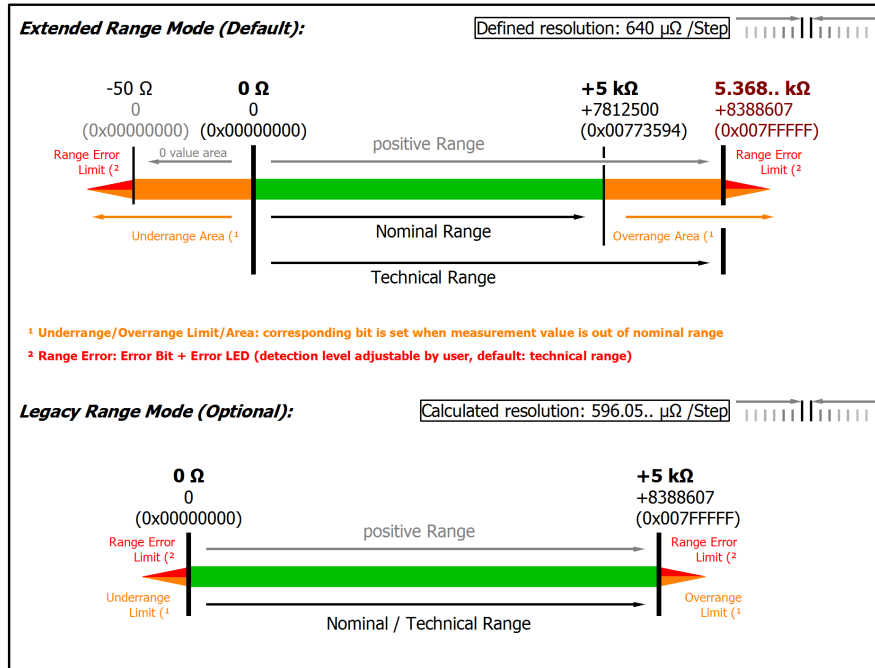 Extended Range Mode (Default):
Defined resolution: 640 µΩ /Step
-50 Ω
0
(0x00000000)
0 Ω
0
(0x00000000)
+5 kΩ
+7812500
(0x00773594)
5.368.. kΩ
+8388607
(0x007FFFFF)
Range Error
Limit (²
0 value area
positive Range
Range Error
Limit (²
Underrange Area (¹
Nominal Range
Overrange Area (¹
Technical Range
¹ Underrange/Overrange Limit/Area: corresponding bit is set when measurement value is out of nominal range
² Range Error: Error Bit + Error LED (detection level adjustable by user, default: technical range)
Legacy Range Mode (Optional):
Calculated resolution: 596.05.. µΩ /Step
0 Ω
0
(0x00000000)
+5 kΩ
+8388607
(0x007FFFFF)
Range Error
Limit (²
positive Range
Range Error
Limit (²
Underrange
Limit (¹
Nominal / Technical Range
Overrange
Limit (¹